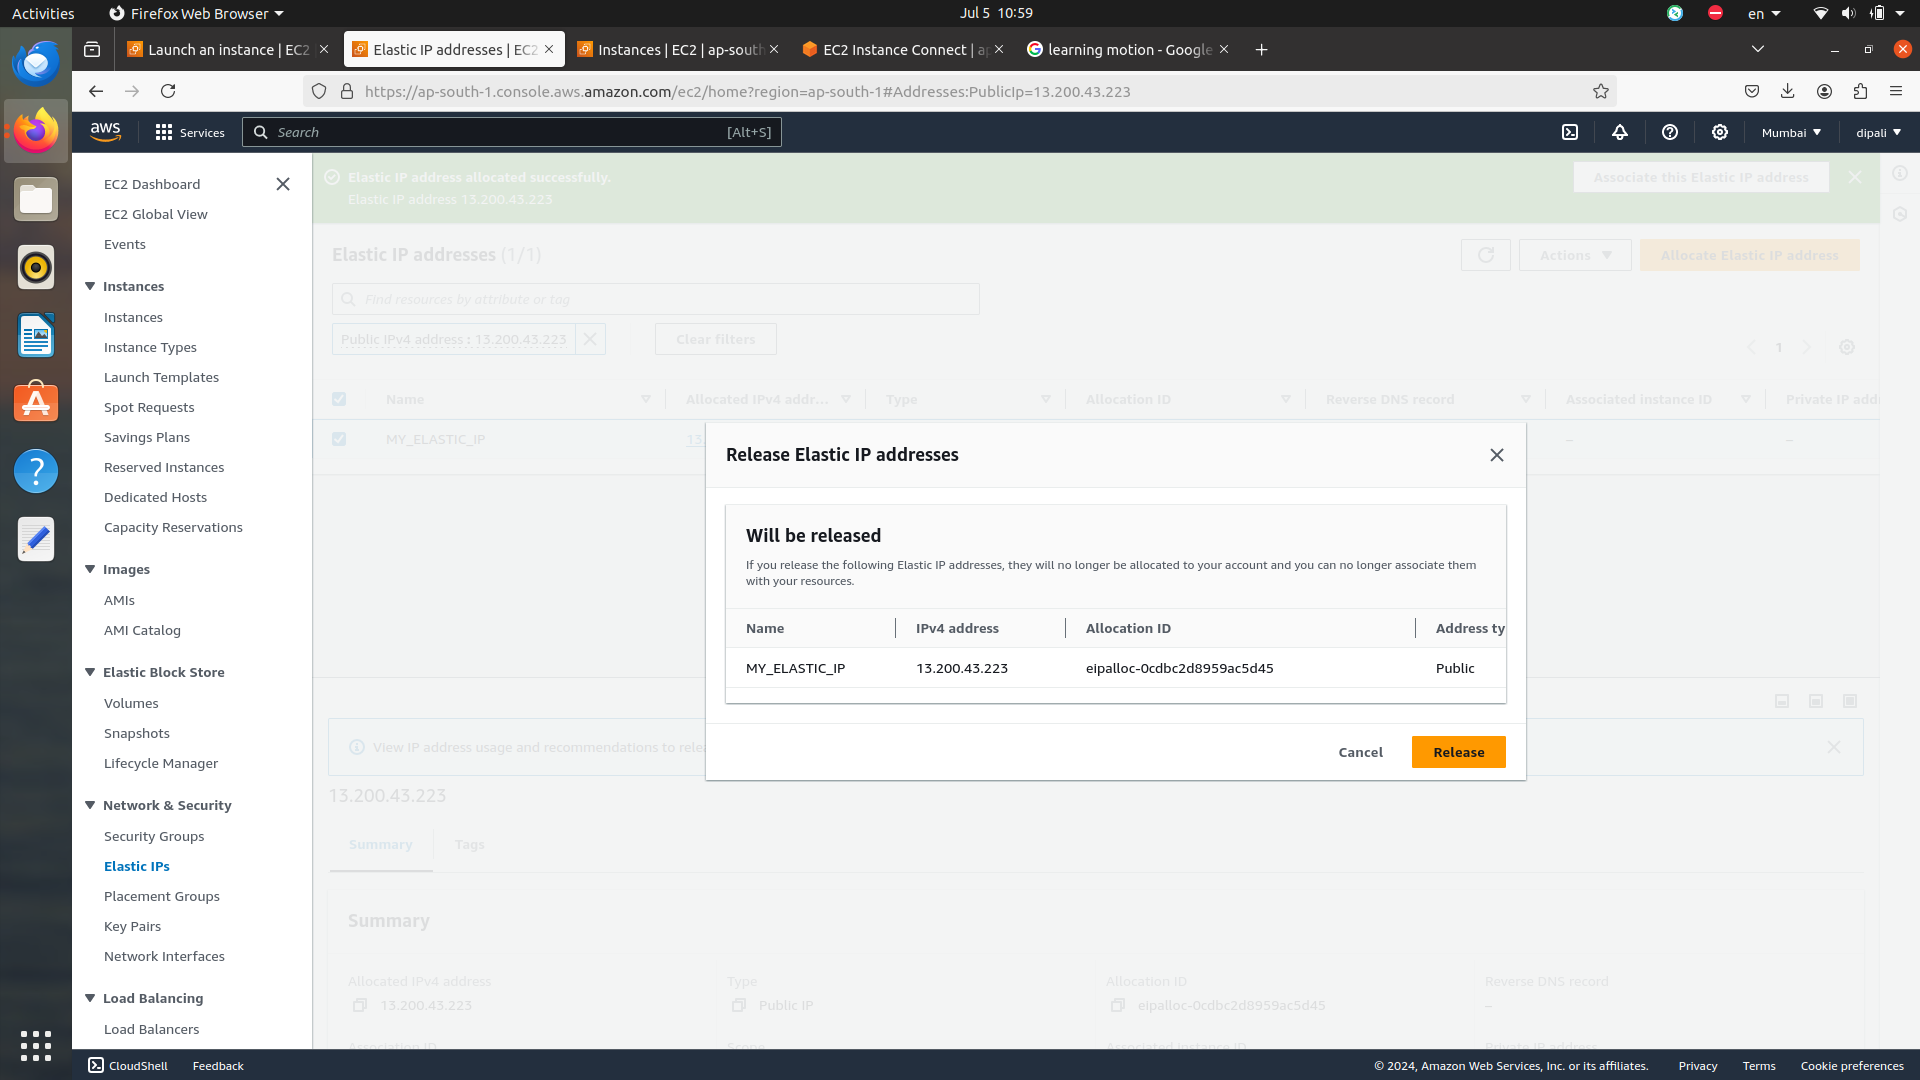 Activities
Firefox Web Browser
Jul 5 10:59
en
Launch an instance | EC2
Elastic IP addresses | EC2
Instances | EC2 | ap-south
EC2 Instance Connect | ap
learning motion - Google
https://ap-south-1.console.aws.amazon.com/ec2/home?region=ap-south-1#Addresses:PublicIp=13.200.43.223
aws
Services
Search
[Alt+S]
Mumbai
dipali
EC2 Dashboard
EC2 Global View
Events
Instances
Instances
Instance Types
Launch Templates
Spot Requests
Savings Plans
Reserved Instances
Dedicated Hosts
Capacity Reservations
Images
AMIs
AMI Catalog
Elastic Block Store
Volumes
Snapshots
Lifecycle Manager
Network & Security
Security Groups
Elastic IPs
Placement Groups
Key Pairs
Network Interfaces
Load Balancing
Load Balancers
Elastic IP address allocated successfully.
Elastic IP address 13.200.43.223
Associate this Elastic IP address
Elastic IP addresses (1/1)
Actions
Allocate Elastic IP address
Find resources by attribute or tag
Public IPv4 address : 13.200.43.223
Clear filters
1
Name
Allocated IPv4 addr...
Type
Allocation ID
Reverse DNS record
Associated instance ID
Private IP addr
MY_ELASTIC_IP
13.
–
–
Release Elastic IP addresses
Will be released
If you release the following Elastic IP addresses, they will no longer be allocated to your account and you can no longer associate them
with your resources.
Name
IPv4 address
Allocation ID
Address ty
MY_ELASTIC_IP
13.200.43.223
eipalloc-0cdbc2d8959ac5d45
Public
Cancel
Release
View IP address usage and recommendations to relea
13.200.43.223
Summary
Tags
Summary
Allocated IPv4 address
13.200.43.223
Type
Public IP
Allocation ID
eipalloc-0cdbc2d8959ac5d45
Reverse DNS record
–
Association ID
Scope
Associated instance ID
Private IP address
CloudShell
Feedback
© 2024, Amazon Web Services, Inc. or its affiliates.
Privacy
Terms
Cookie preferences